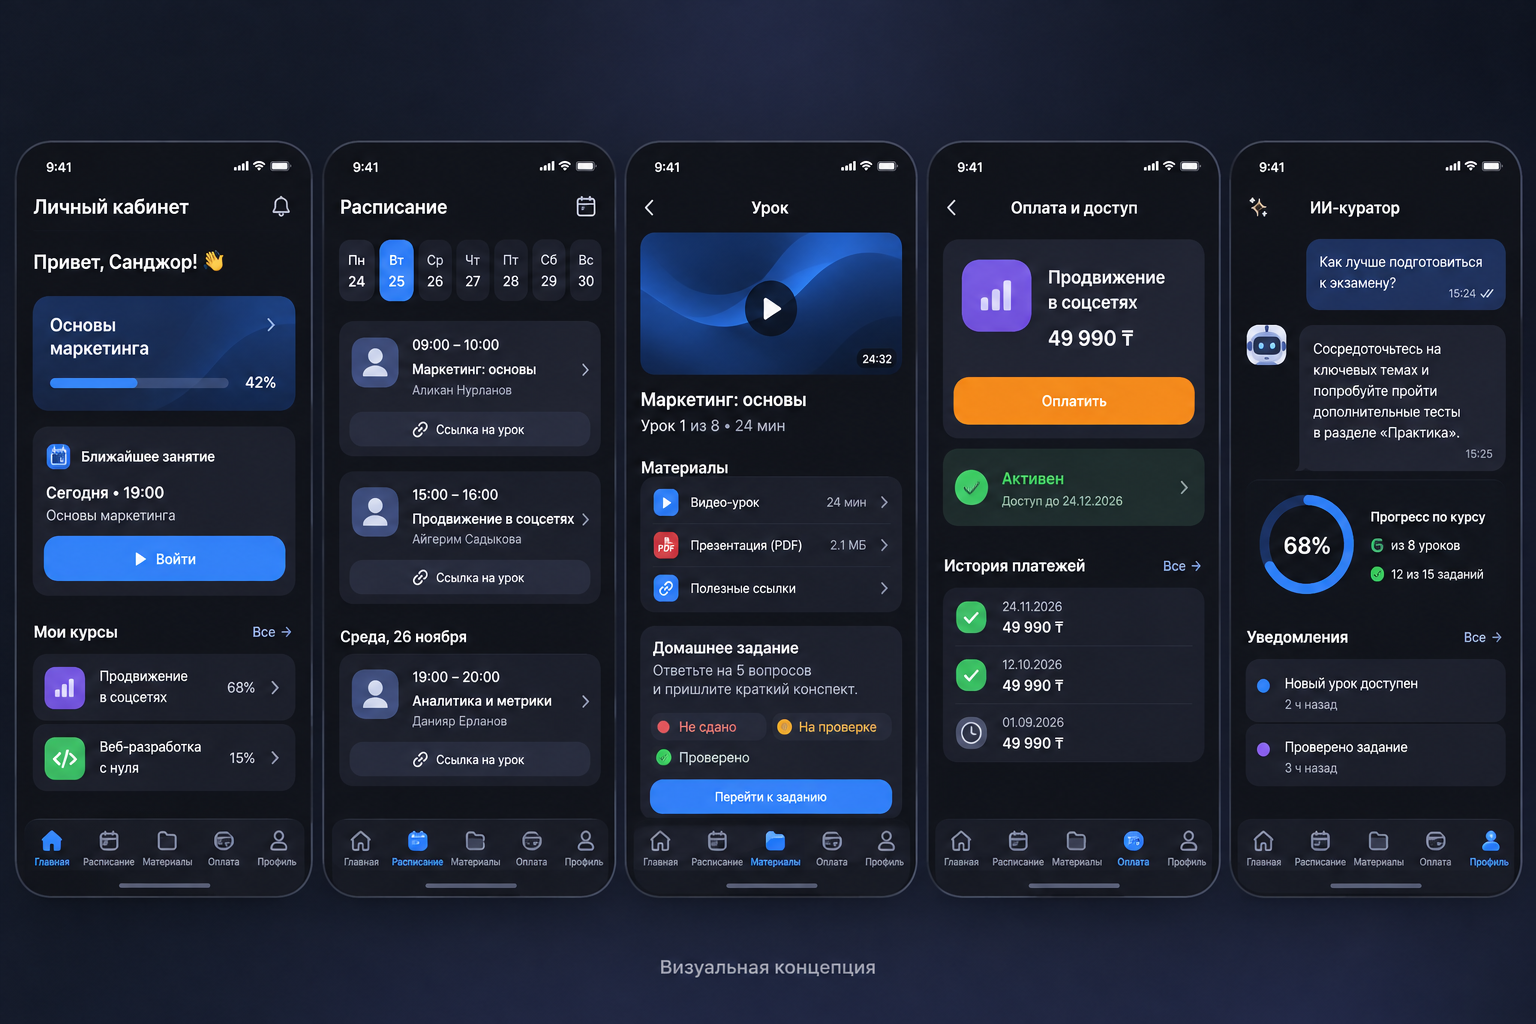 9:41
Личный кабинет
Привет, Санджор! 👋
Основы
маркетинга
42%
Ближайшее занятие
Сегодня • 19:00
Основы маркетинга
Войти
Мои курсы
Все →
Продвижение
в соцсетях
68%
Веб-разработка
с нуля
15%
Главная
Расписание
Материалы
Оплата
Профиль
9:41
Расписание
Пн Вт Ср Чт Пт Сб Вс
24 25 26 27 28 29 30
09:00 – 10:00
Маркетинг: основы
Аликан Нурланов
Ссылка на урок
15:00 – 16:00
Продвижение в соцсетях
Айгерим Садыкова
Ссылка на урок
Среда, 26 ноября
19:00 – 20:00
Аналитика и метрики
Данияр Ерланов
Ссылка на урок
Главная
Расписание
Материалы
Оплата
Профиль
9:41
Урок
24:32
Маркетинг: основы
Урок 1 из 8 • 24 мин
Материалы
Видео-урок
24 мин
PDF
Презентация (PDF)
2.1 МБ
Полезные ссылки
Домашнее задание
Ответьте на 5 вопросов
и пришлите краткий конспект.
Не сдано
На проверке
Проверено
Перейти к заданию
Главная
Расписание
Материалы
Оплата
Профиль
9:41
Оплата и доступ
Продвижение
в соцсетях
49 990 ₸
Оплатить
Активен
Доступ до 24.12.2026
История платежей
Все →
24.11.2026
49 990 ₸
12.10.2026
49 990 ₸
01.09.2026
49 990 ₸
Главная
Расписание
Материалы
Оплата
Профиль
9:41
ИИ-куратор
Как лучше подготовиться
к экзамену?
15:24
Сосредоточьтесь на
ключевых темах и
попробуйте пройти
дополнительные тесты
в разделе «Практика».
15:25
68%
Прогресс по курсу
6 из 8 уроков
12 из 15 заданий
Уведомления
Все →
Новый урок доступен
2 ч назад
Проверено задание
3 ч назад
Главная
Расписание
Материалы
Оплата
Профиль
Визуальная концепция